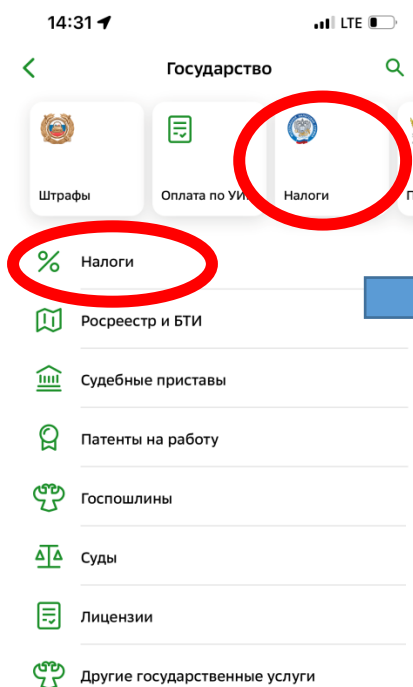 14:31 LTE
Государство
Штрафы Оплата по УИ Налоги П
Налоги
Росреестр и БТИ
Судебные приставы
Патенты на работу
Госпошлины
Суды
Лицензии
Другие государственные услуги